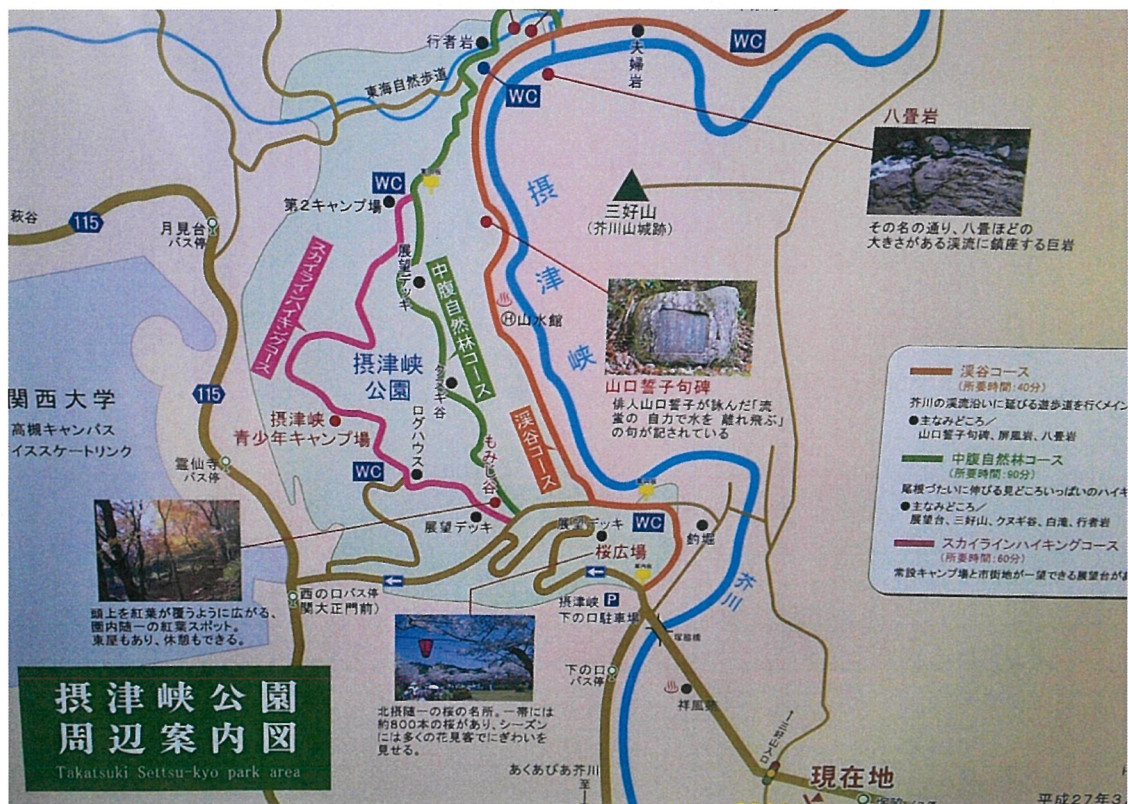 行者岩
東海自然歩道
WC
WC
夫婦岩
八畳岩
その名の通り、八畳ほどの
大きさがある渓流に鎮座する巨岩
萩谷
115
月見台
バス停
WC
第2キャンプ場
展望デッキ
スカイラインハイキングコース
中腹自然林コース
摂津峡
三好山
(芥川山城跡)
山水館
山口誓子句碑
俳人山口誓子が詠んだ「流
蛍の 自力で水を 離れ飛ぶ」
の句が記されている
摂津峡
公園
クヌギ谷
115
関西大学
高槻キャンパス
イススケートリンク
摂津峡
青少年キャンプ場
ログハウス
WC
もみじ谷
渓谷コース
霊仙寺
バス停
展望デッキ
展望デッキ
WC
桜広場
釣堀
芥川
頭上を紅葉が覆うように広がる、
園内随一の紅葉スポット。
東屋もあり、休憩もできる。
西の口バス停
関大正門前)
摂津峡 P
下の口駐車場
塚脇橋
下の口
バス停
祥風苑
北摂随一の桜の名所。一帯には
約800本の桜があり、シーズン
には多くの花見客でにぎわいを
見せる。
渓谷コース
(所要時間:40分)
芥川の渓流沿いに延びる遊歩道を行くメイン
●主なみどころ/
山口誓子句碑、屏風岩、八畳岩
中腹自然林コース
(所要時間:90分)
尾根づたいに伸びる見どころいっぱいのハイキ
●主なみどころ/
展望台、三好山、クヌギ谷、白滝、行者岩
スカイラインハイキングコース
(所要時間:60分)
常設キャンプ場と市街地が一望できる展望台があ
摂津峡公園
周辺案内図
Takatsuki Settsu-kyo park area
あくあぴあ芥川
至
三好山入口
現在地
平成27年3